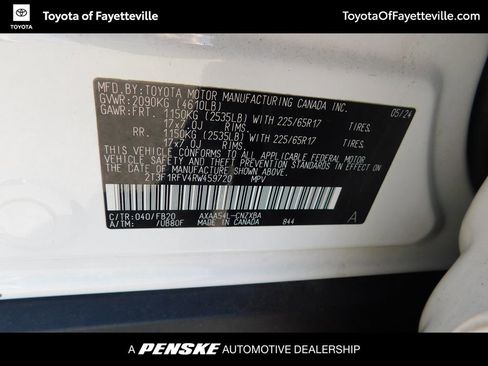 TOYOTA
Toyota of Fayetteville
ToyotaOfFayetteville.com
MFD.BY:TOYOTA MOTOR MANUFACTURING CANADA INC.
GVWR:2090KG (4610LB) 05/24
GAWR:FRT. 1150KG (2535LB) WITH 225/65R17
17x7.0J RIMS. TIRES
RR. 1150KG (2535LB) WITH 225/65R17
17x7.0J RIMS. TIRES
THIS VEHICLE CONFORMS TO ALL APPLICABLE FEDERAL MOTOR
VEHICLE SAFETY, BUMPER, AND THEFT PREVENTION STANDARDS IN EFFECT
ON THE DATE OF MANUFACTURE SHOWN ABOVE.
2T3F1RFV4RW459720 MPV
C/TR:040/FB20 AXAA54L-CNZXBA A
A/TM: /UB80F MADE IN CANADA 844
A PENSKE AUTOMOTIVE DEALERSHIP